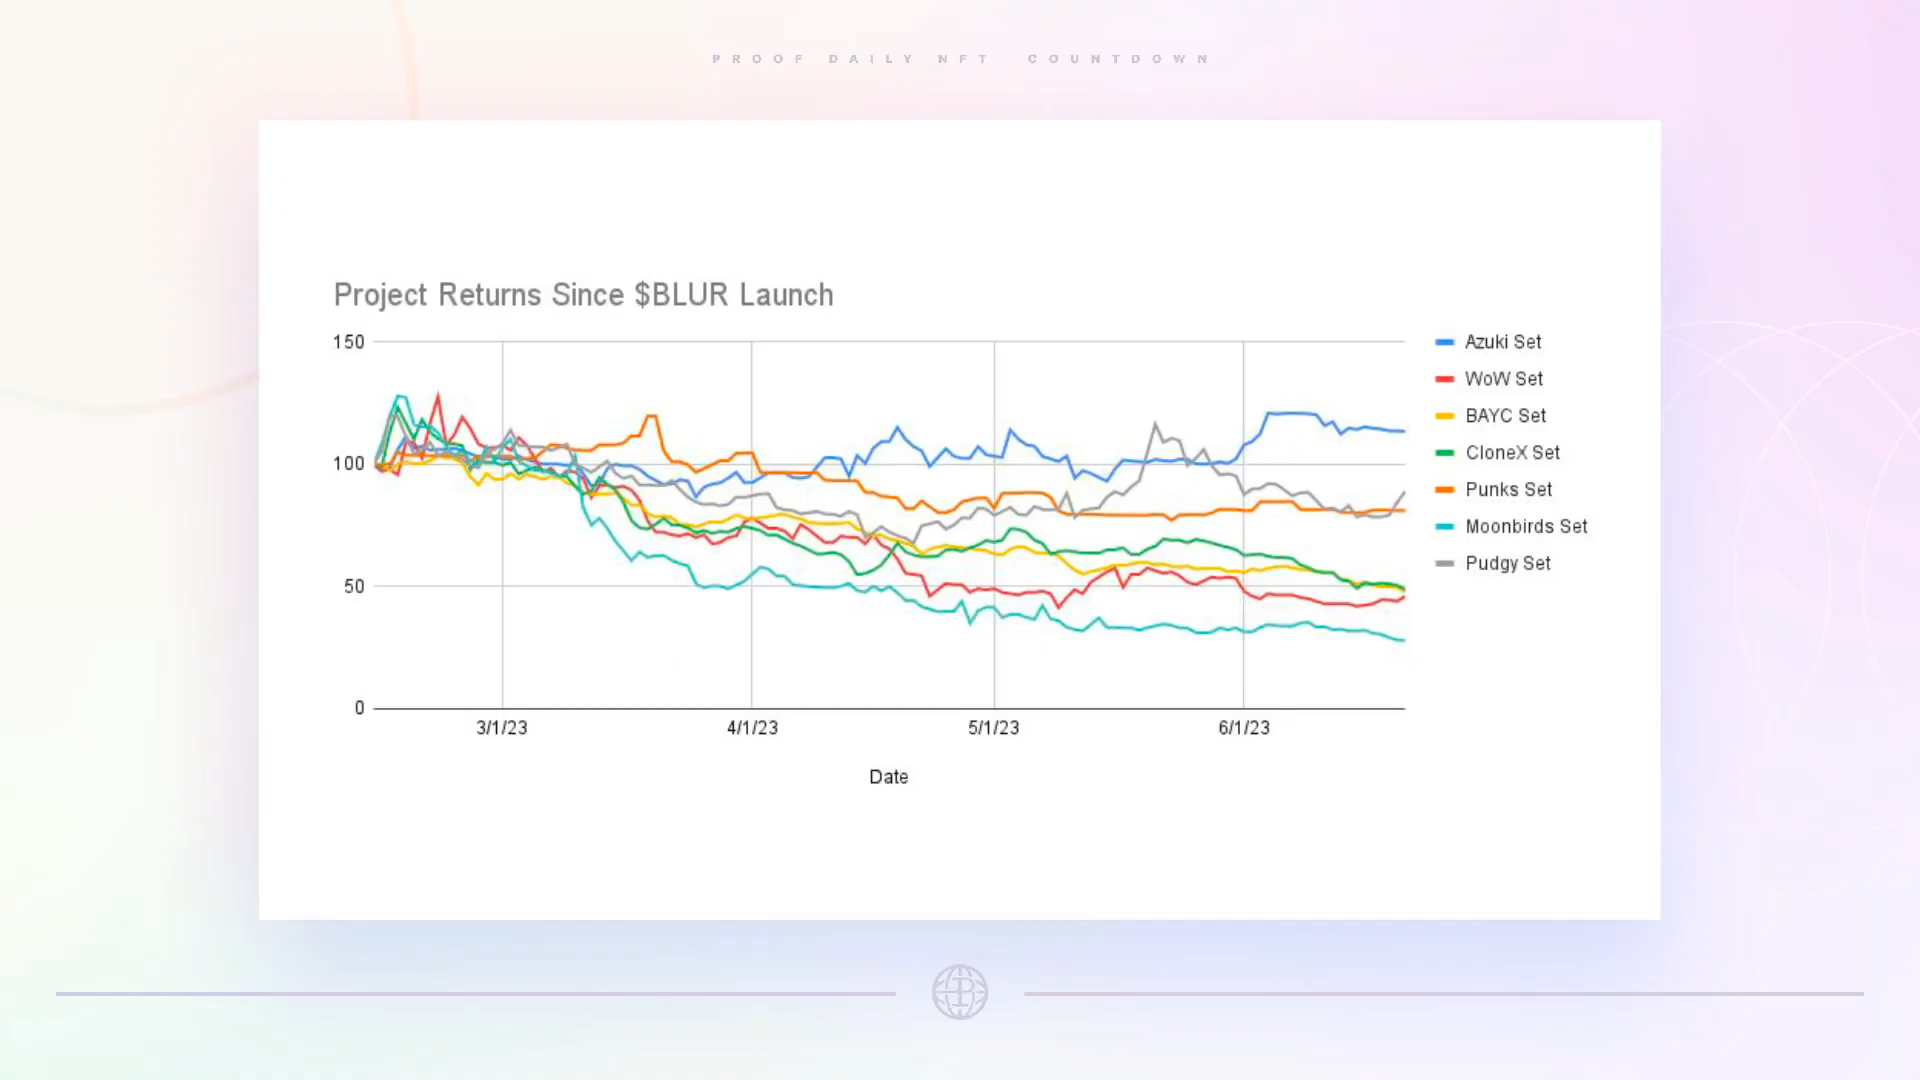 PROOF DAILY NFT COUNTDOWN
Project Returns Since $BLUR Launch
150
100
50
0
3/1/23 4/1/23 5/1/23 6/1/23
Date
Azuki Set
WoW Set
BAYC Set
CloneX Set
Punks Set
Moonbirds Set
Pudgy Set